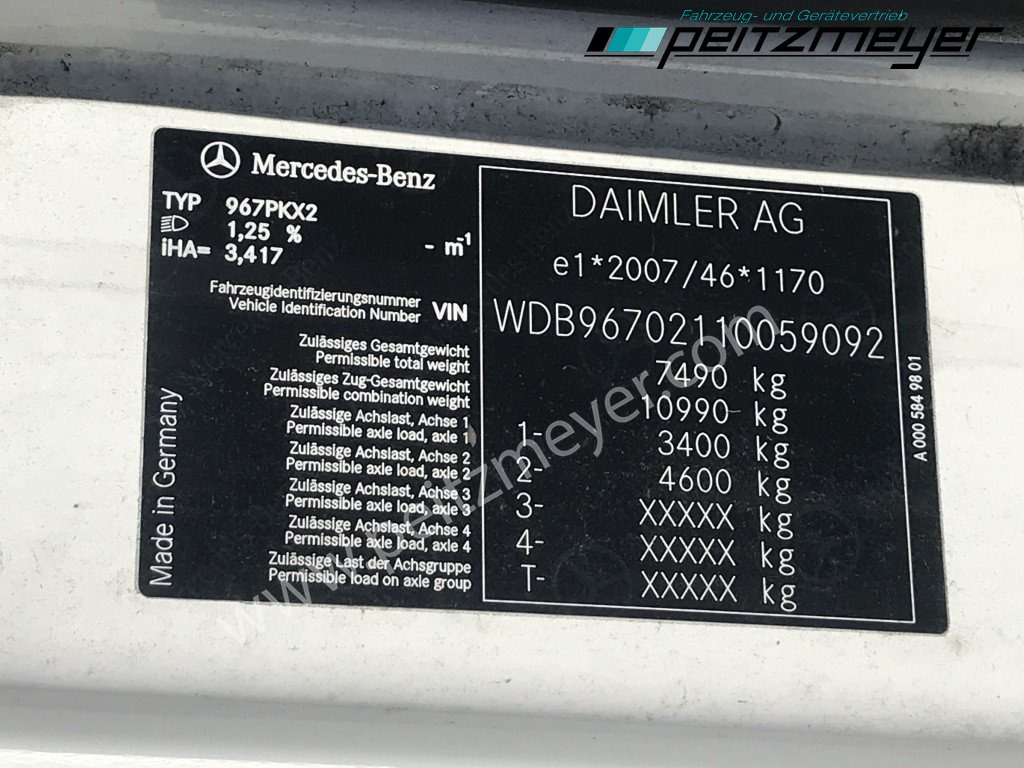 Fahrzeug- und Gerätevertrieb
peitzmeyer
Mercedes-Benz
TYP 967PKX2
1,25 % - m-1
iHA= 3,417
Fahrzeugidentifizierungsnummer
Vehicle Identification Number VIN
Zulässiges Gesamtgewicht
Permissible total weight
Zulässiges Zug-Gesamtgewicht
Permissible combination weight
Zulässige Achslast, Achse 1
Permissible axle load, axle 1
Zulässige Achslast, Achse 2
Permissible axle load, axle 2
Zulässige Achslast, Achse 3
Permissible axle load, axle 3
Zulässige Achslast, Achse 4
Permissible axle load, axle 4
Zulässige Last der Achsgruppe
Permissible load on axle group
Made in Germany
DAIMLER AG
e1*2007/46*1170
WDB96702110059092
7490 kg
10990 kg
1- 3400 kg
2- 4600 kg
3- XXXXX kg
4- XXXXX kg
T- XXXXX kg
A 000 584 98 01
www.peitzmeyer.com